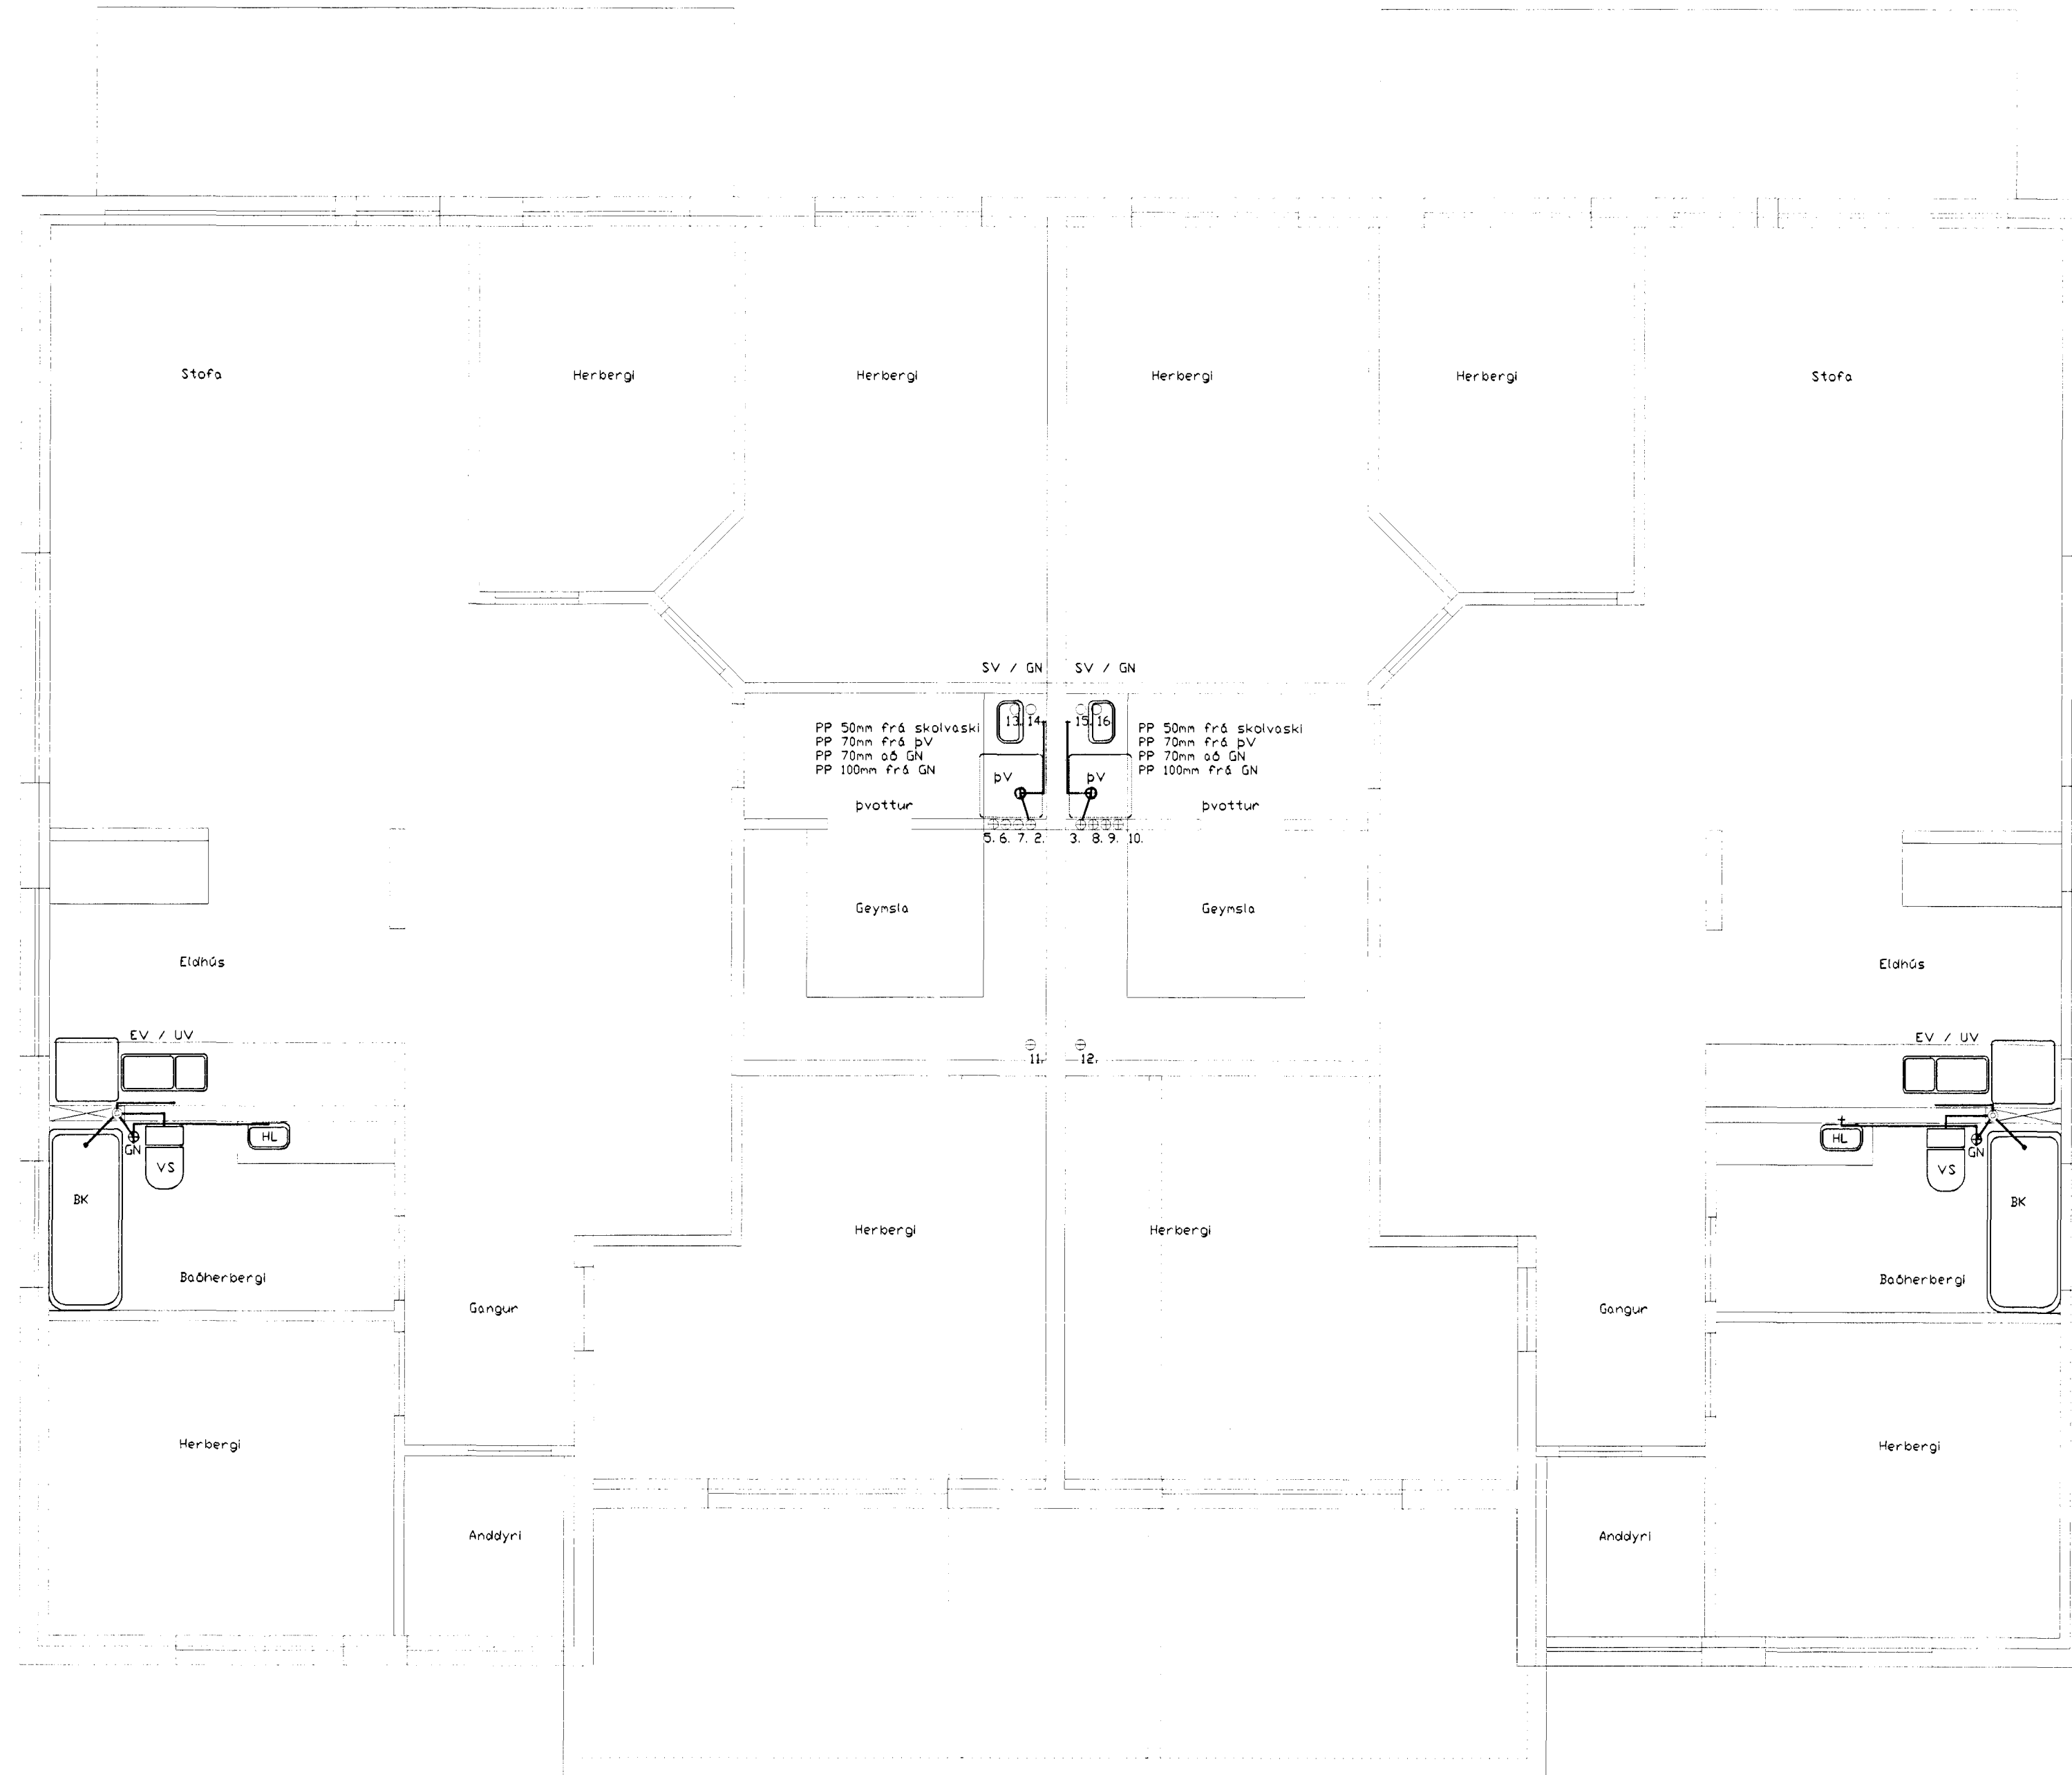 Stofa
Herbergi
Herbergi
Herbergi
Herbergi
Stofa
SV / GN
SV / GN
13. 14.
15. 16
PP 50mm frá skolvaski
PP 70mm frá þV
PP 70mm að GN
PP 100mm frá GN
PP 50mm frá skolvaski
PP 70mm frá þV
PP 70mm að GN
PP 100mm frá GN
þV
þV
þvottur
þvottur
5. 6. 7. 2.
3. 8. 9. 10.
Geymsla
Geymsla
Eldhús
Eldhús
EV / UV
EV / UV
11.
12.
GN
HL
VS
BK
HL
GN
VS
BK
Herbergi
Herbergi
Baðherbergi
Baðherbergi
Gangur
Gangur
Herbergi
Herbergi
Anddyri
Anddyri